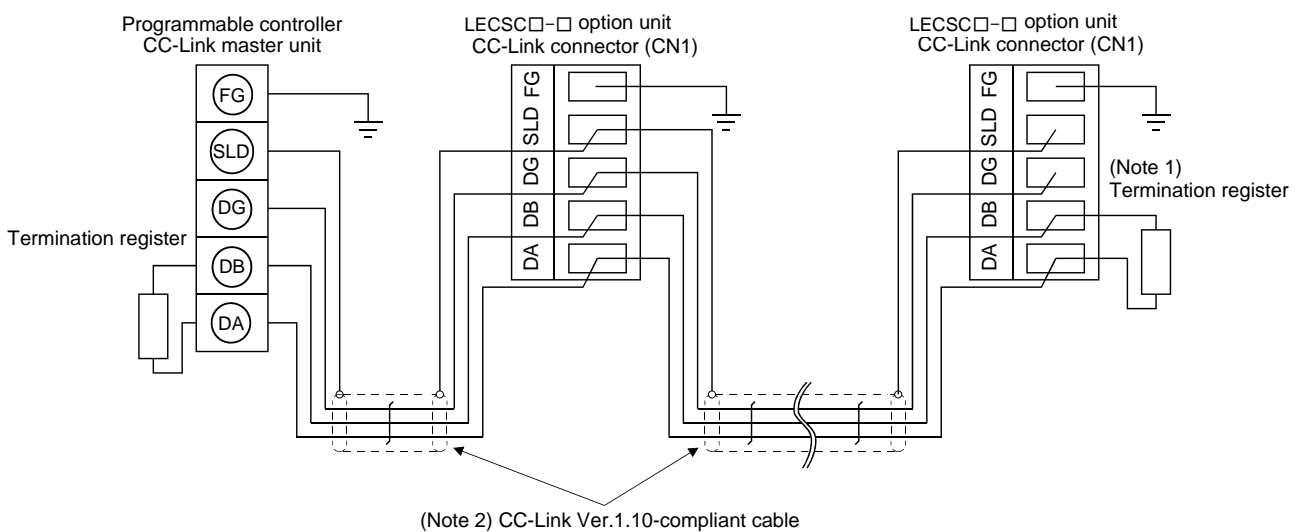 Programmable controller
CC-Link master unit
FG
SLD
DG
DB
DA
Termination register
LECSC□-□ option unit
CC-Link connector (CN1)
FG
SLD
DG
DB
DA
LECSC□-□ option unit
CC-Link connector (CN1)
FG
SLD
DG
DB
DA
(Note 1)
Termination register
(Note 2) CC-Link Ver.1.10-compliant cable